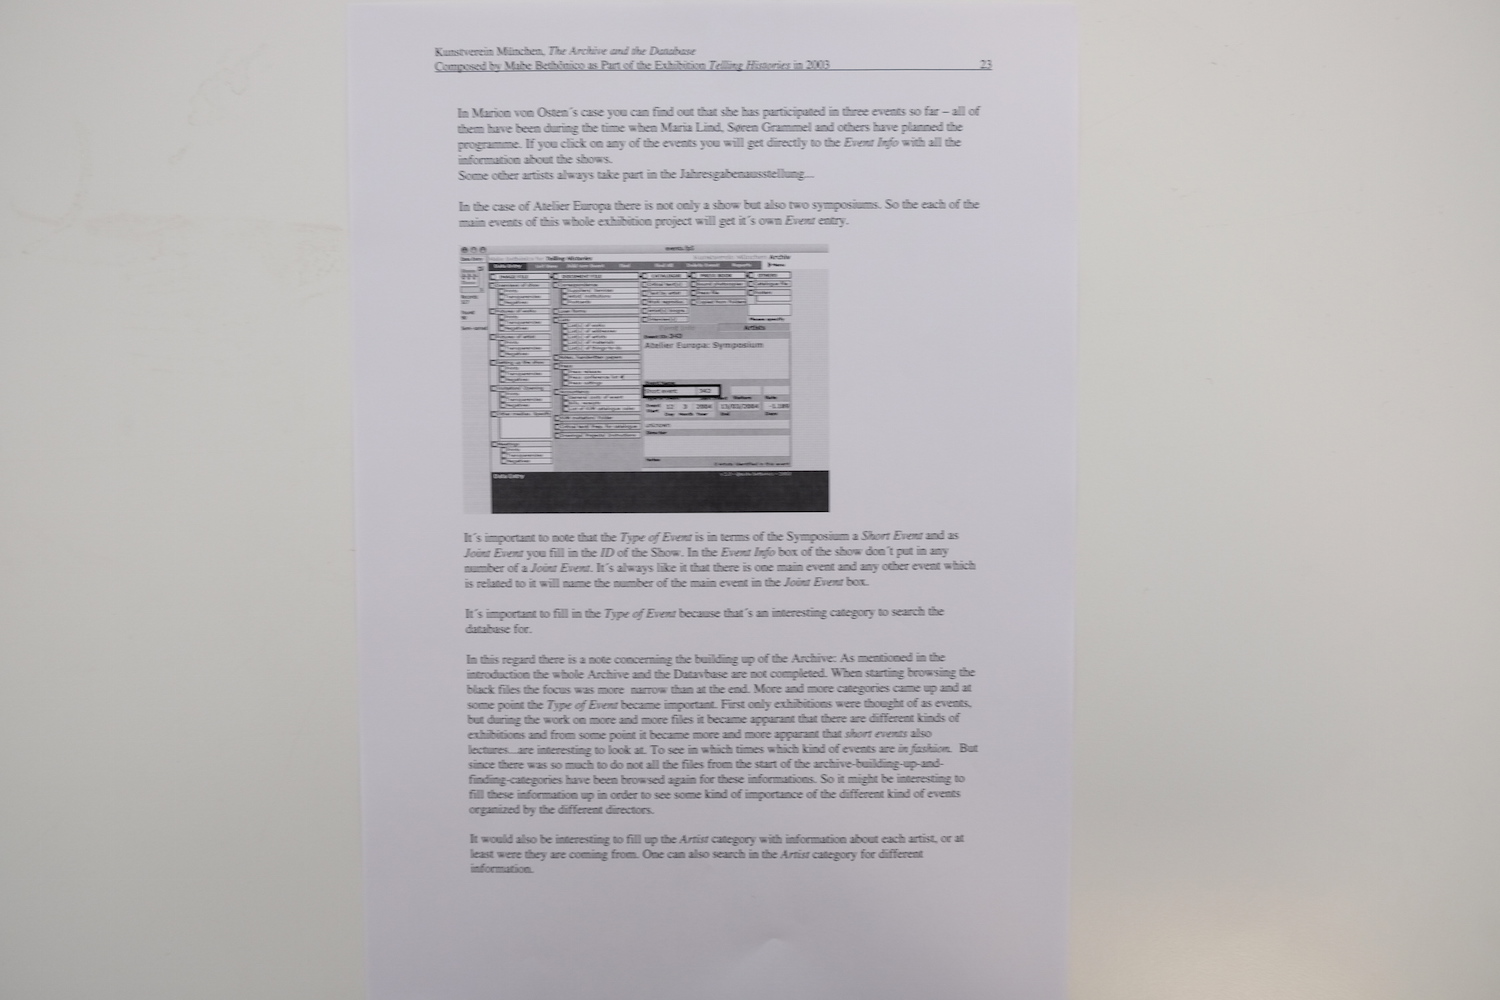 Kunstverein München, The Archive and the Database
Composed by Mabe Bethônico as Part of the Exhibition Telling Histories in 2003 23
In Marion von Osten´s case you can find out that she has participated in three events so far – all of
them have been during the time when Maria Lind, Søren Grammel and others have planned the
programme. If you click on any of the events you will get directly to the Event Info with all the
information about the shows.
Some other artists always take part in the Jahresgabenausstellung...
In the case of Atelier Europa there is not only a show but also two symposiums. So the each of the
main events of this whole exhibition project will get it´s own Event entry.
Telling Histories
Archive
Artists
Atelier Europa: Symposium
Short event 342
12 3 2004 13/03/2004
unknown
Data Entry
It´s important to note that the Type of Event is in terms of the Symposium a Short Event and as
Joint Event you fill in the ID of the Show. In the Event Info box of the show don´t put in any
number of a Joint Event. It´s always like it that there is one main event and any other event which
is related to it will name the number of the main event in the Joint Event box.
It´s important to fill in the Type of Event because that´s an interesting category to search the
database for.
In this regard there is a note concerning the building up of the Archive: As mentioned in the
introduction the whole Archive and the Datavbase are not completed. When starting browsing the
black files the focus was more narrow than at the end. More and more categories came up and at
some point the Type of Event became important. First only exhibitions were thought of as events,
but during the work on more and more files it became apparant that there are different kinds of
exhibitions and from some point it became more and more apparant that short events also
lectures...are interesting to look at. To see in which times which kind of events are in fashion. But
since there was so much to do not all the files from the start of the archive-building-up-and-
finding-categories have been browsed again for these informations. So it might be interesting to
fill these information up in order to see some kind of importance of the different kind of events
organized by the different directors.
It would also be interesting to fill up the Artist category with information about each artist, or at
least were they are coming from. One can also search in the Artist category for different
information.